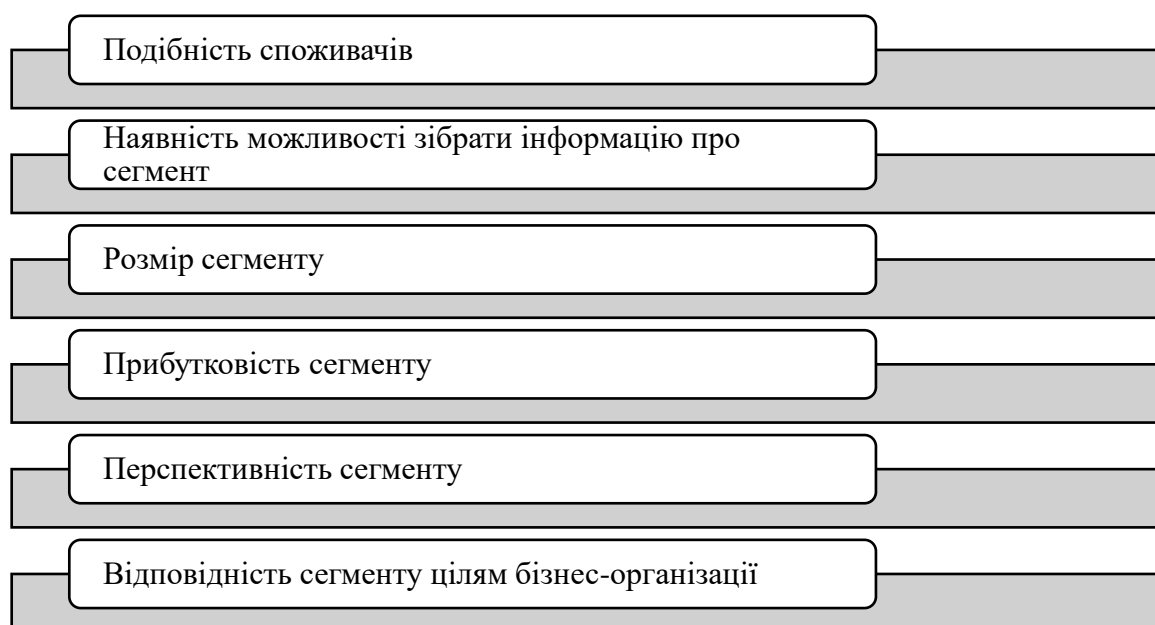 Подібність споживачів
Наявність можливості зібрати інформацію про
сегмент
Розмір сегменту
Прибутковість сегменту
Перспективність сегменту
Відповідність сегменту цілям бізнес-організації